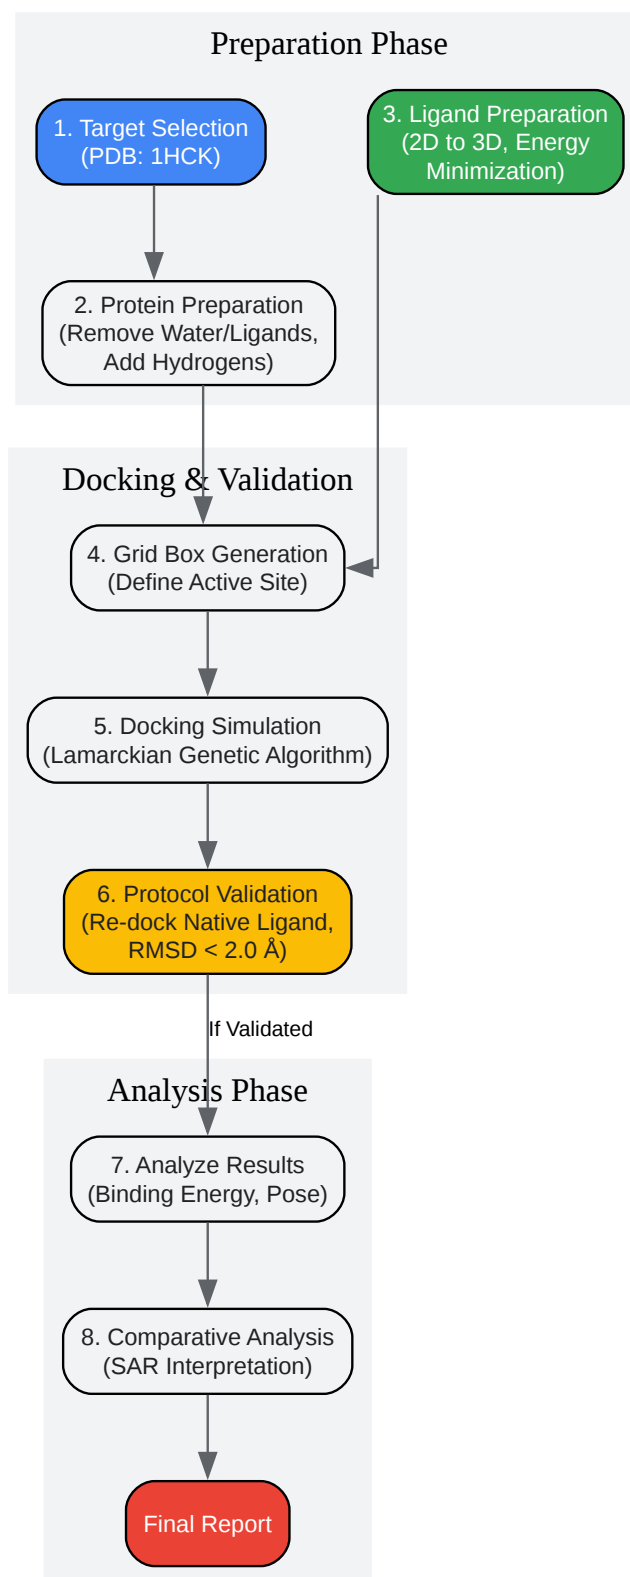 Preparation Phase
1. Target Selection
(PDB: 1HCK)
3. Ligand Preparation
(2D to 3D, Energy
Minimization)
2. Protein Preparation
(Remove Water/Ligands,
Add Hydrogens)
Docking & Validation
4. Grid Box Generation
(Define Active Site)
5. Docking Simulation
(Lamarckian Genetic Algorithm)
6. Protocol Validation
(Re-dock Native Ligand,
RMSD < 2.0 Å)
If Validated
Analysis Phase
7. Analyze Results
(Binding Energy, Pose)
8. Comparative Analysis
(SAR Interpretation)
Final Report